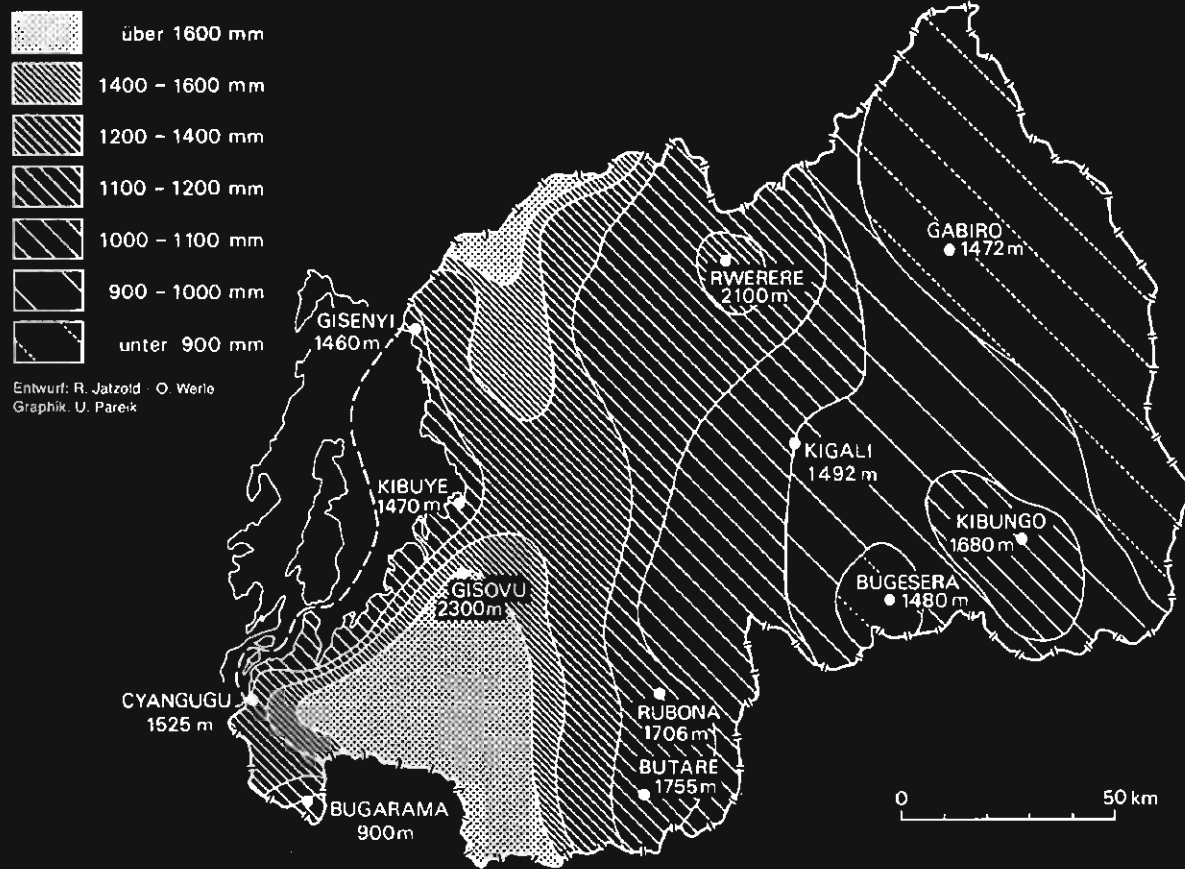 über 1600 mm
1400 - 1600 mm
1200 - 1400 mm
1100 - 1200 mm
1000 - 1100 mm
900 - 1000 mm
unter 900 mm
Entwurf: R. Jatzold · O. Werle
Graphik. U. Pareik
GABIRO
1472 m
RWERERE
2100 m
GISENYI
1460 m
KIGALI
1492 m
KIBUYE
1470 m
KIBUNGO
1680 m
GISOVU
2300 m
BUGESERA
1480 m
CYANGUGU
1525 m
RUBONA
1706 m
BUTARE
1755 m
BUGARAMA
900 m
0 50 km